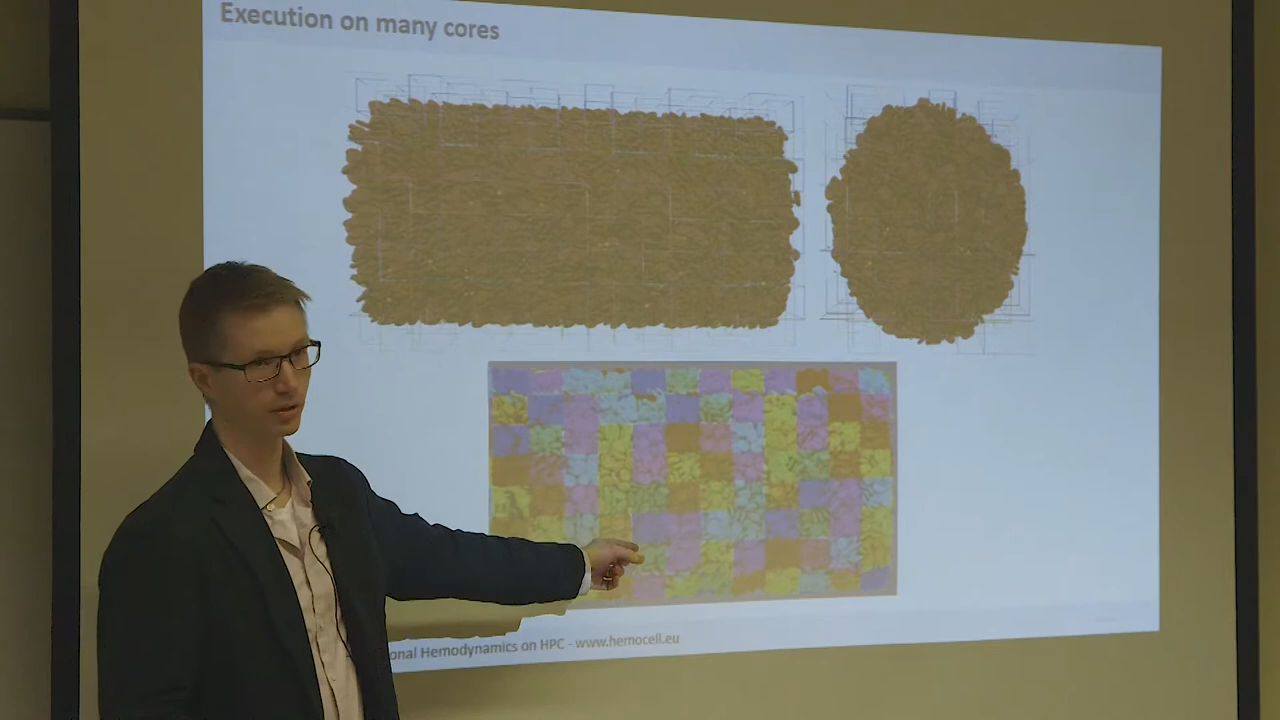 Execution on many cores
onal Hemodynamics on HPC - www.hemocell.eu